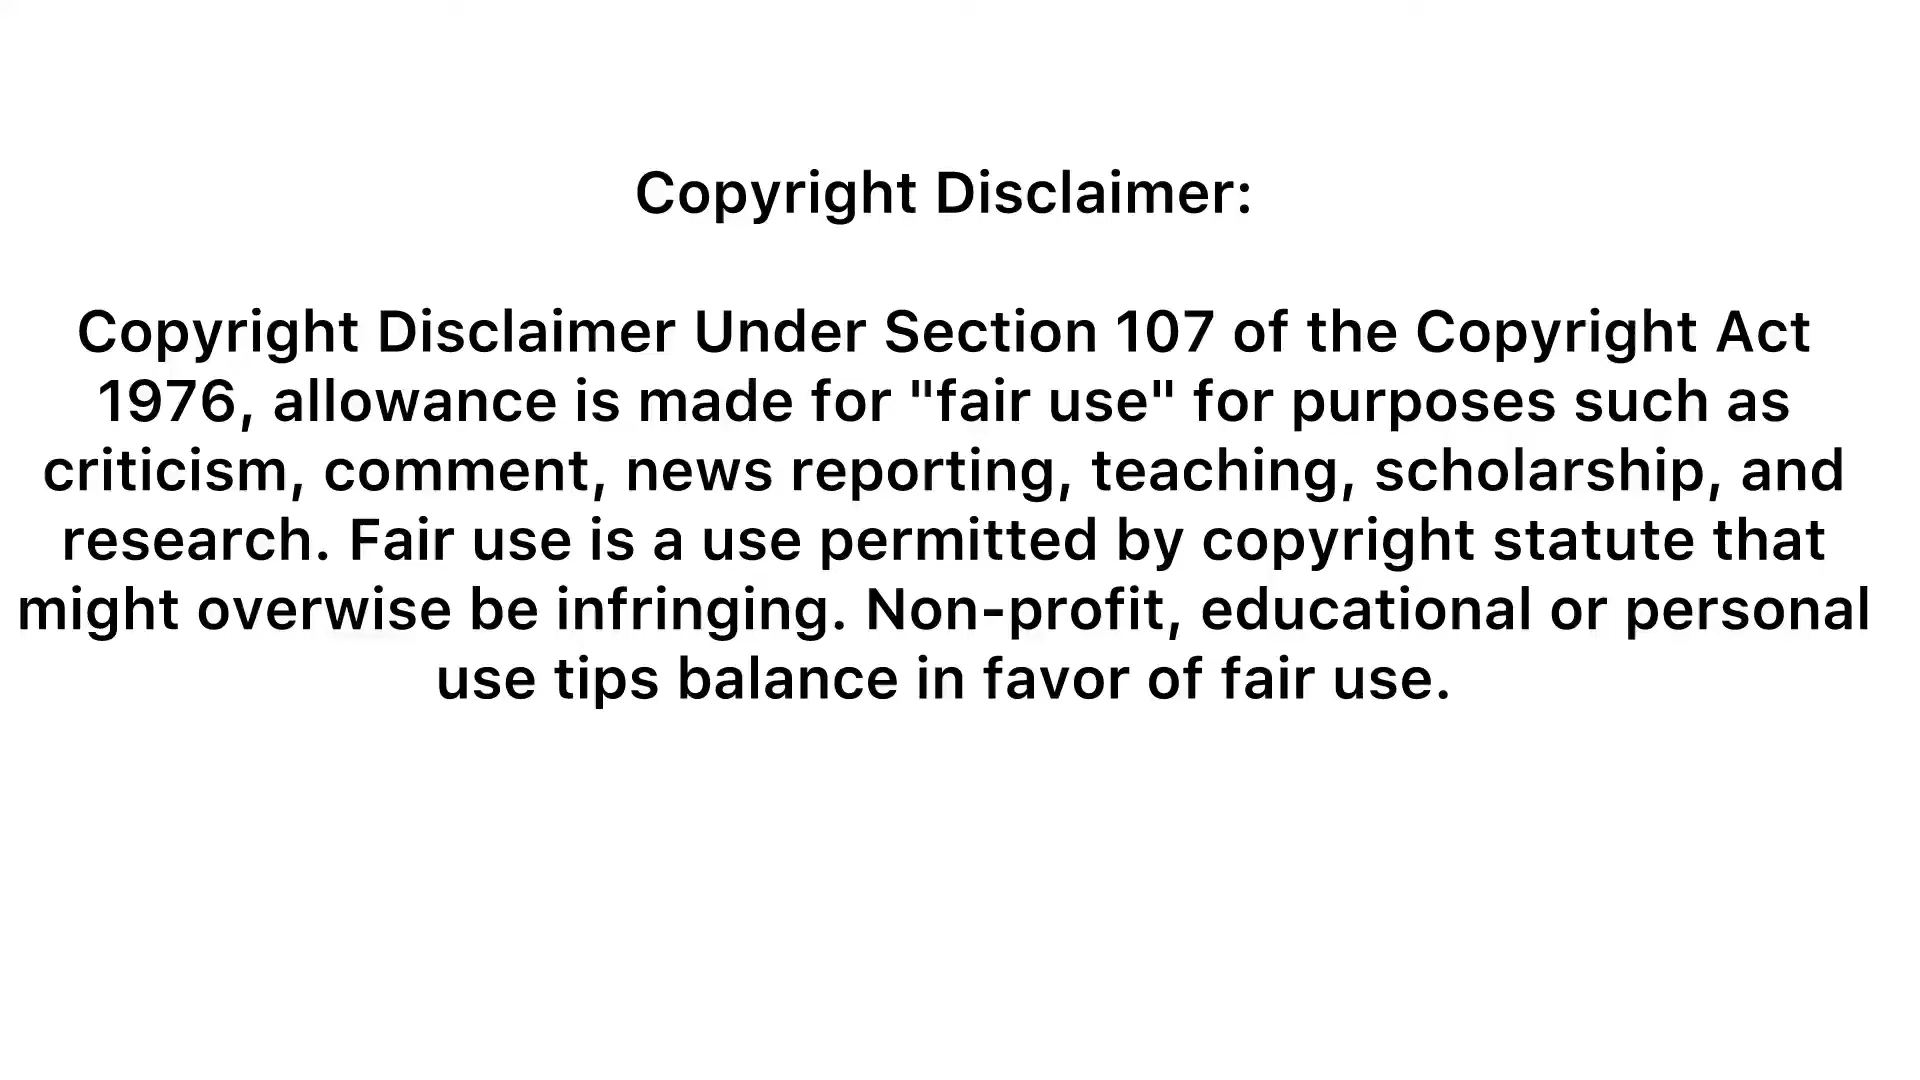 Copyright Disclaimer:
Copyright Disclaimer Under Section 107 of the Copyright Act
1976, allowance is made for "fair use" for purposes such as
criticism, comment, news reporting, teaching, scholarship, and
research. Fair use is a use permitted by copyright statute that
might overwise be infringing. Non-profit, educational or personal
use tips balance in favor of fair use.